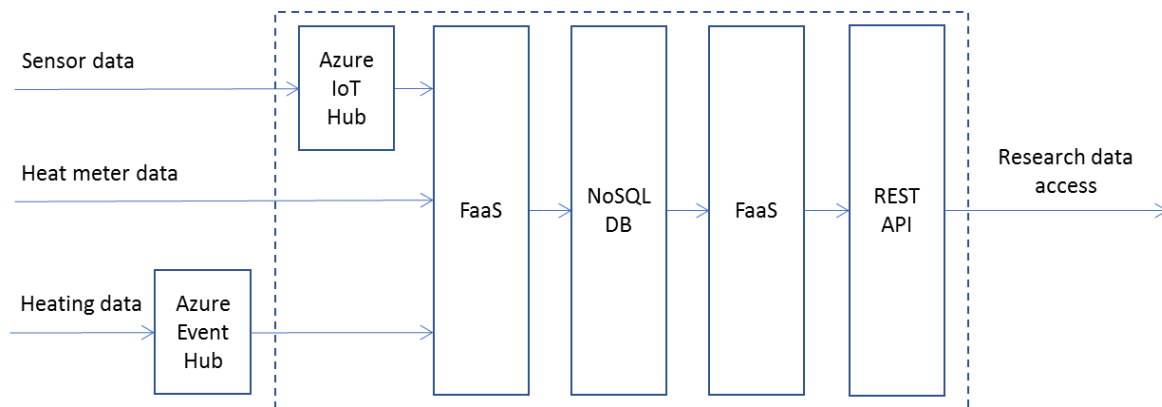 Sensor data
Azure
IoT
Hub
Heat meter data
Heating data
Azure
Event
Hub
FaaS
NoSQL
DB
FaaS
REST
API
Research data
access